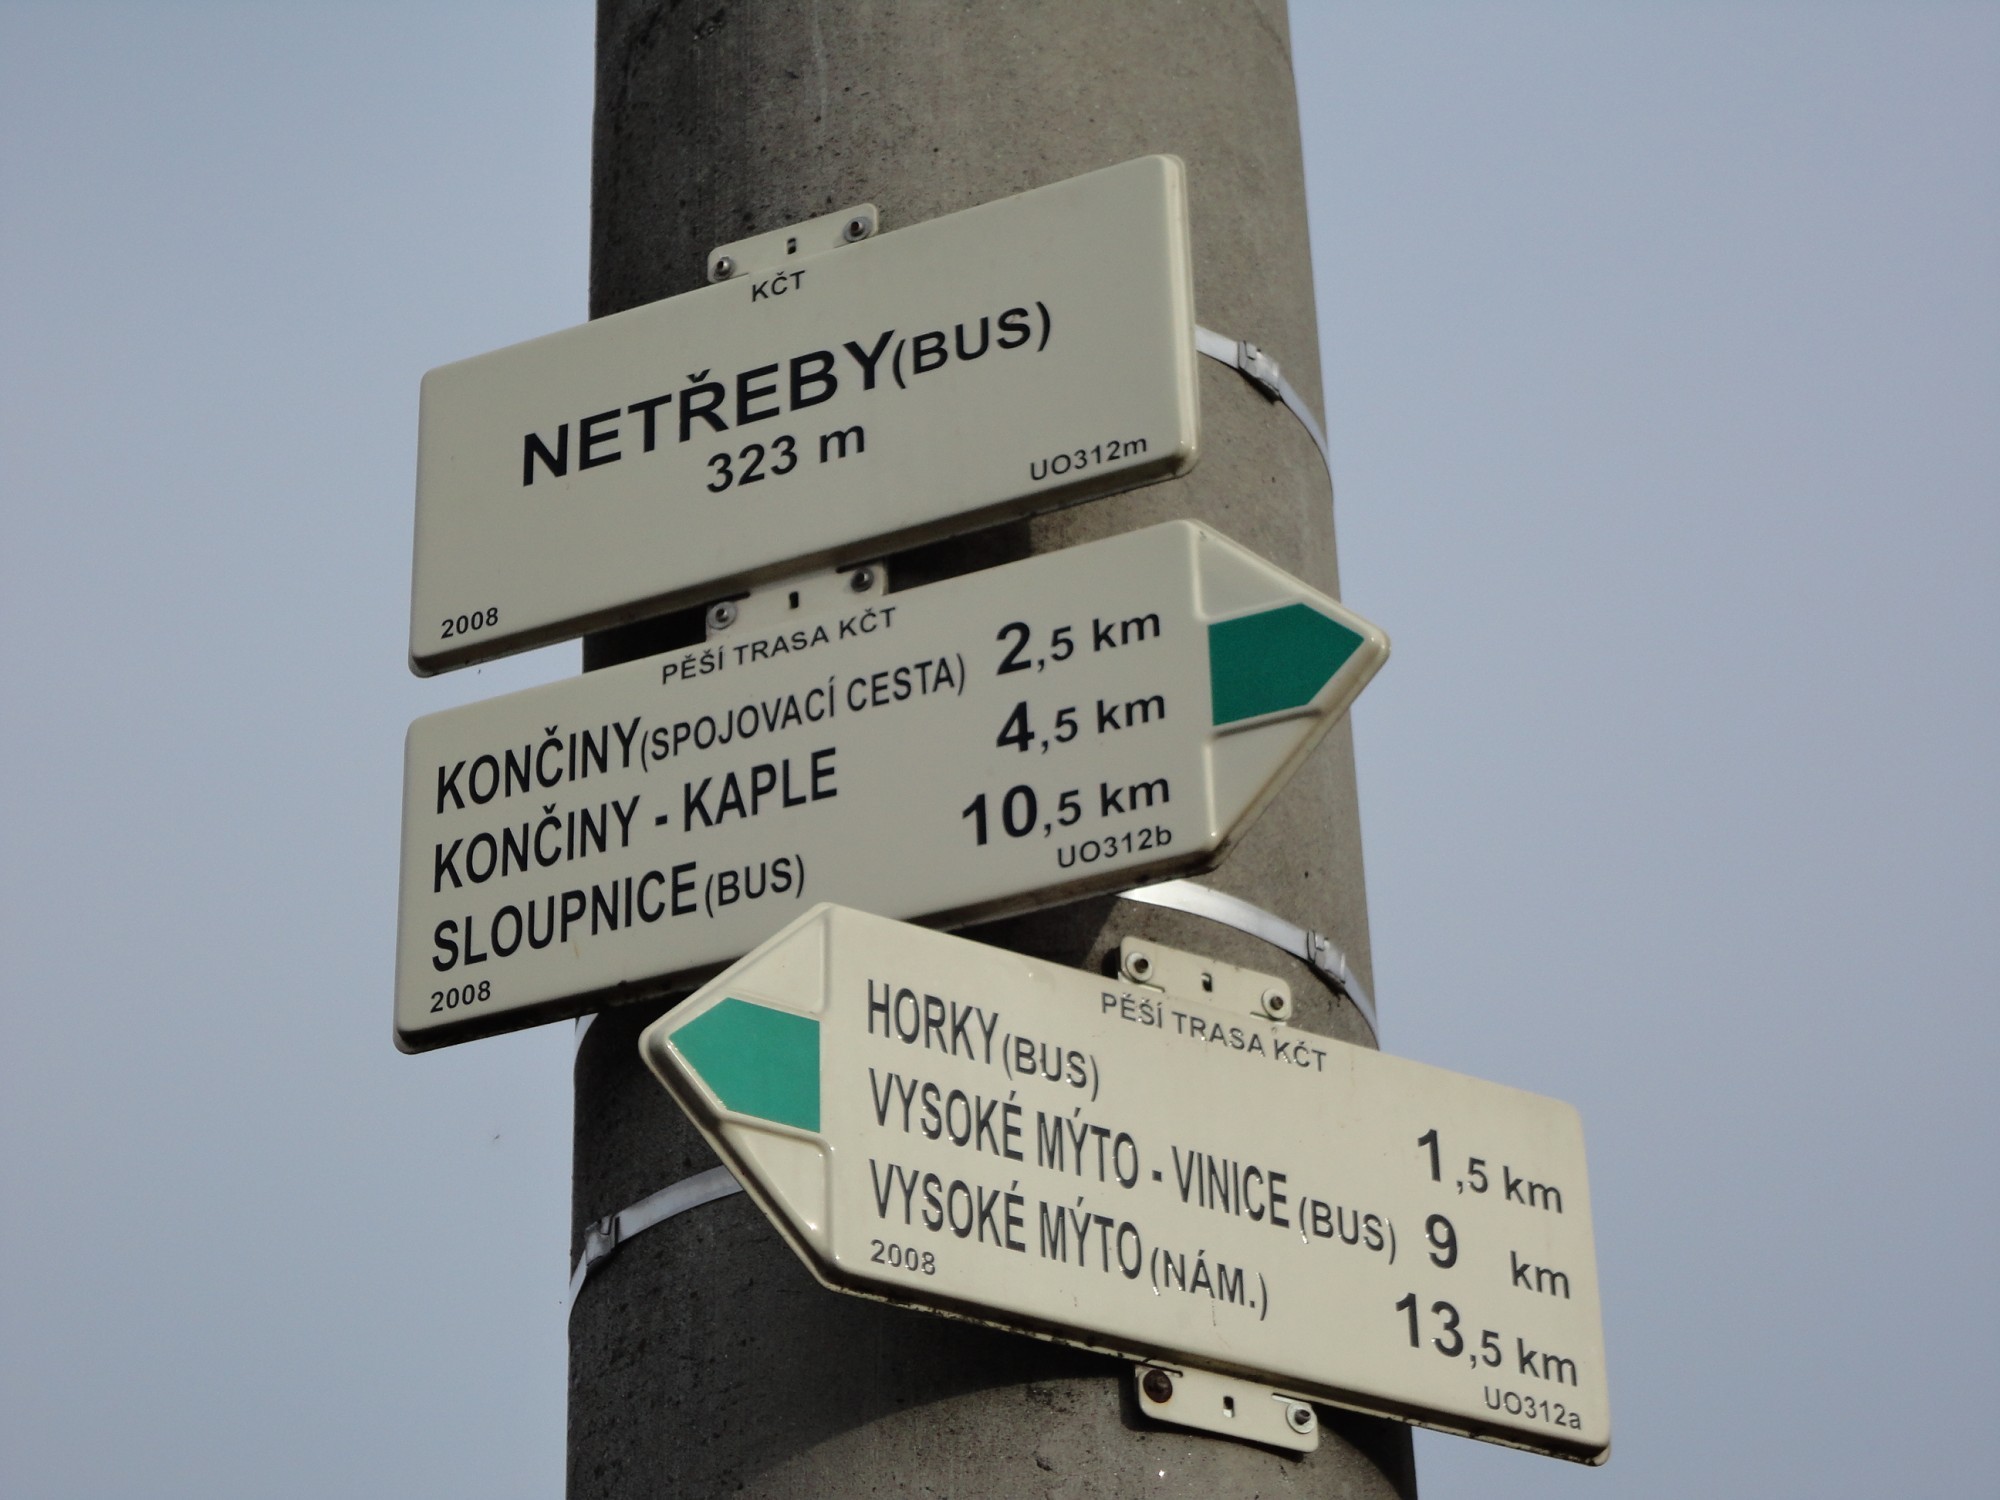 KČT
NETŘEBY(BUS)
323 m
UO312m
2008
PĚŠÍ TRASA KČT
KONČINY(SPOJOVACÍ CESTA) 2,5 km
KONČINY - KAPLE 4,5 km
SLOUPNICE(BUS) 10,5 km
UO312b
2008
PĚŠÍ TRASA KČT
HORKY(BUS) 1,5 km
VYSOKÉ MÝTO - VINICE(BUS) 9 km
VYSOKÉ MÝTO(NÁM.) 13,5 km
2008
UO312a